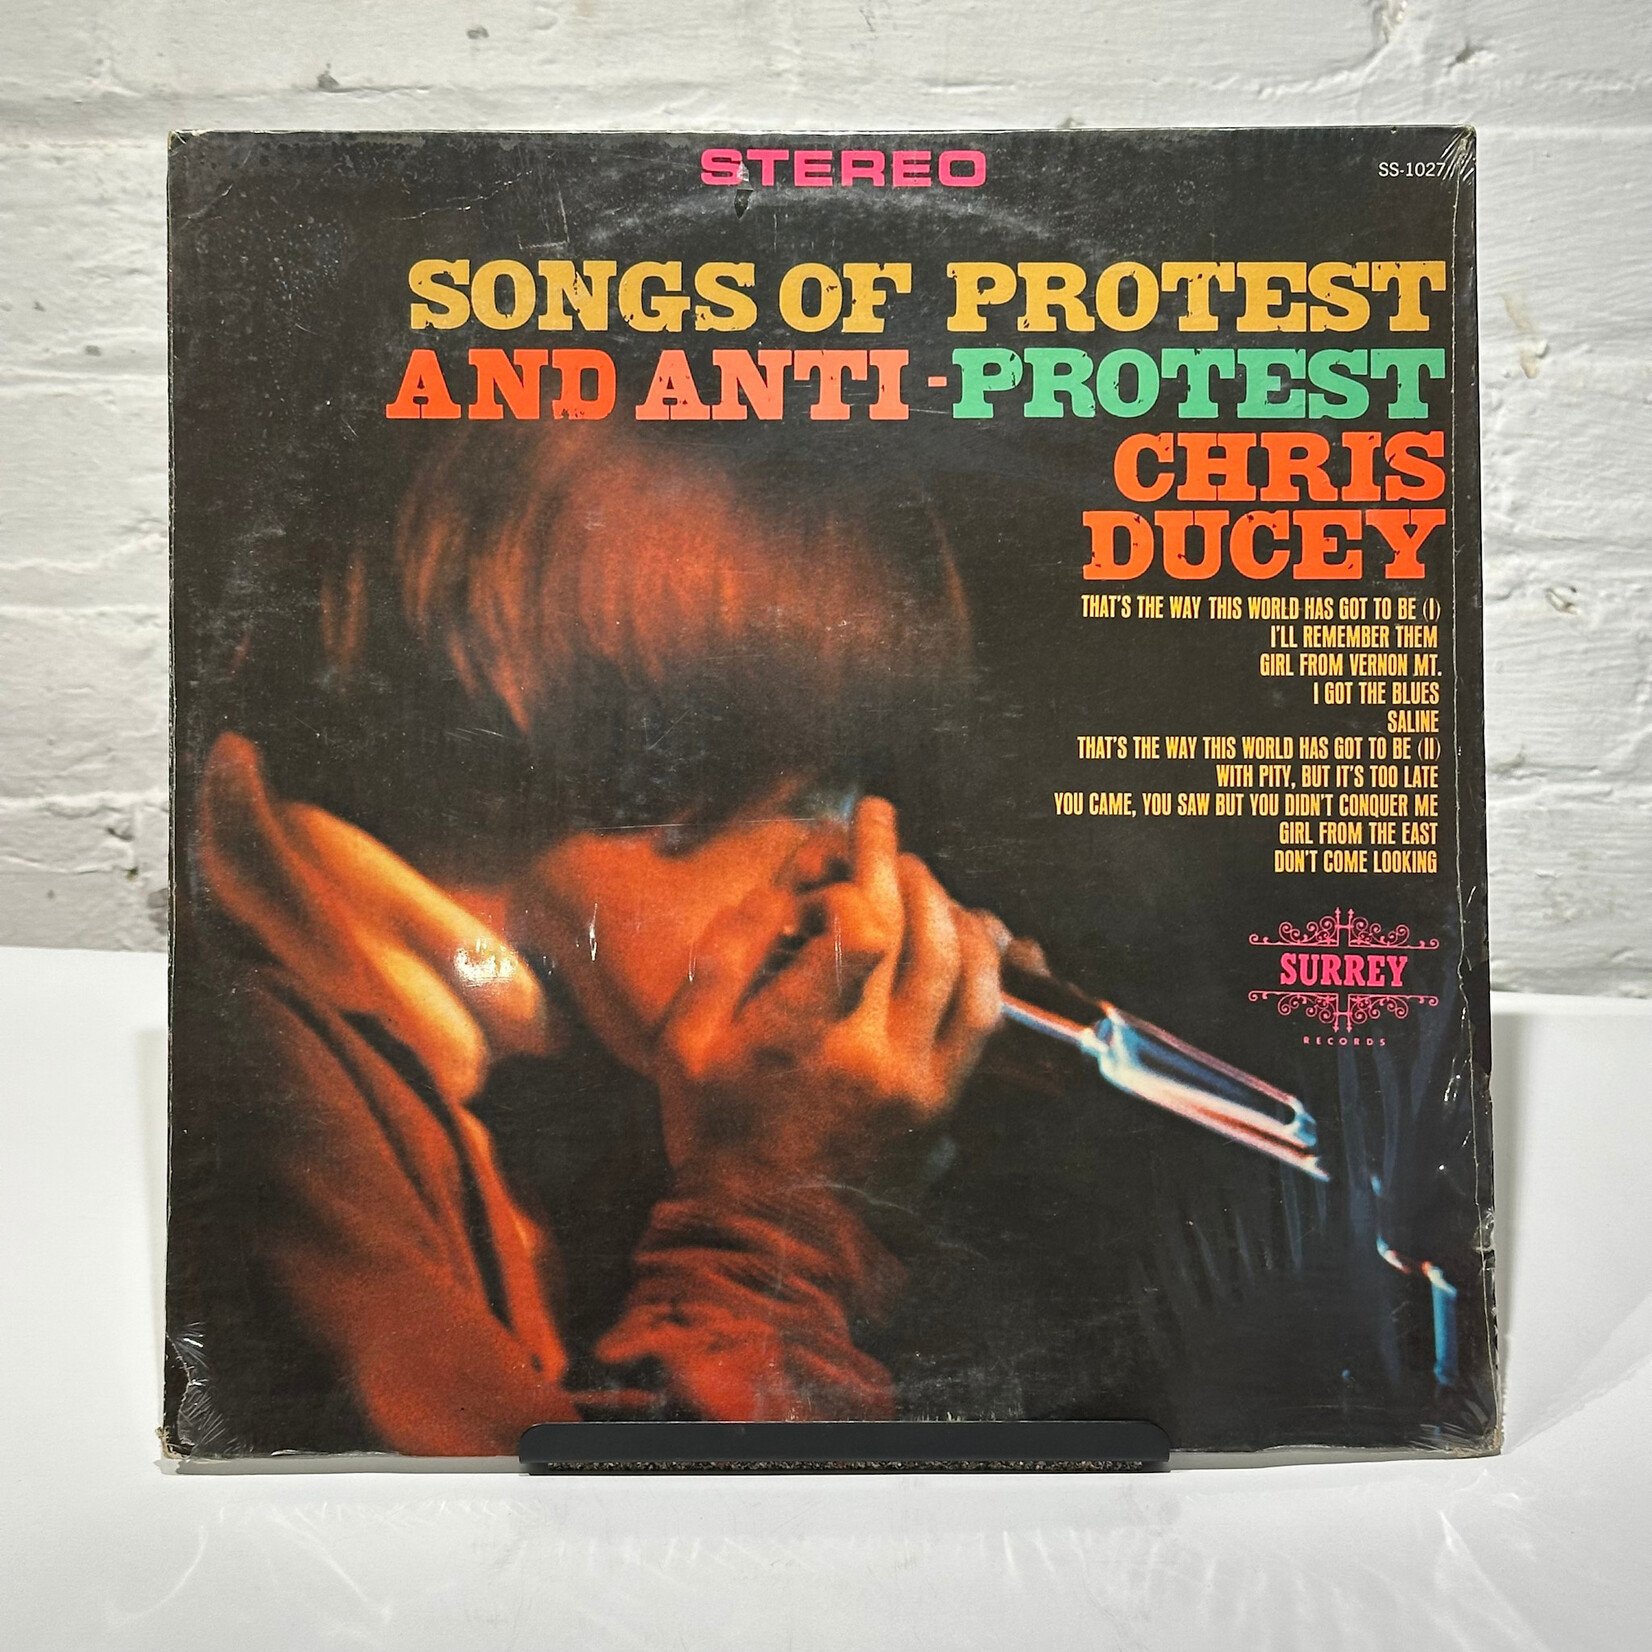 STEREO
SS-1027
SONGS OF PROTEST
AND ANTI-PROTEST
CHRIS
DUCEY
THAT'S THE WAY THIS WORLD HAS GOT TO BE (I)
I'LL REMEMBER THEM
GIRL FROM VERNON MT.
I GOT THE BLUES
SALINE
THAT'S THE WAY THIS WORLD HAS GOT TO BE (II)
WITH PITY, BUT IT'S TOO LATE
YOU CAME, YOU SAW BUT YOU DIDN'T CONQUER ME
GIRL FROM THE EAST
DON'T COME LOOKING
SURREY
RECORDS